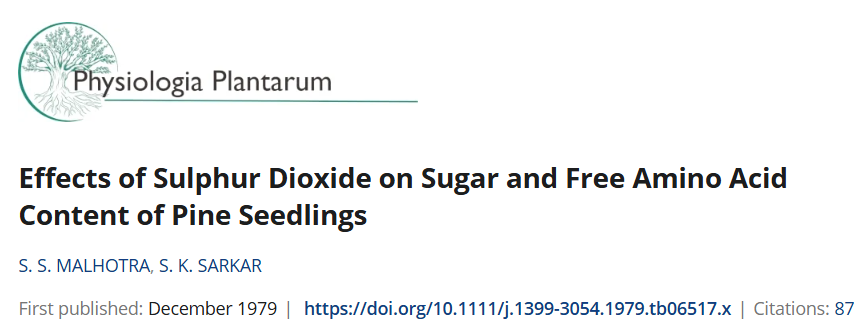 Physiologia Plantarum
Effects of Sulphur Dioxide on Sugar and Free Amino Acid
Content of Pine Seedlings
S. S. MALHOTRA, S. K. SARKAR
First published: December 1979 | https://doi.org/10.1111/j.1399-3054.1979.tb06517.x | Citations: 87